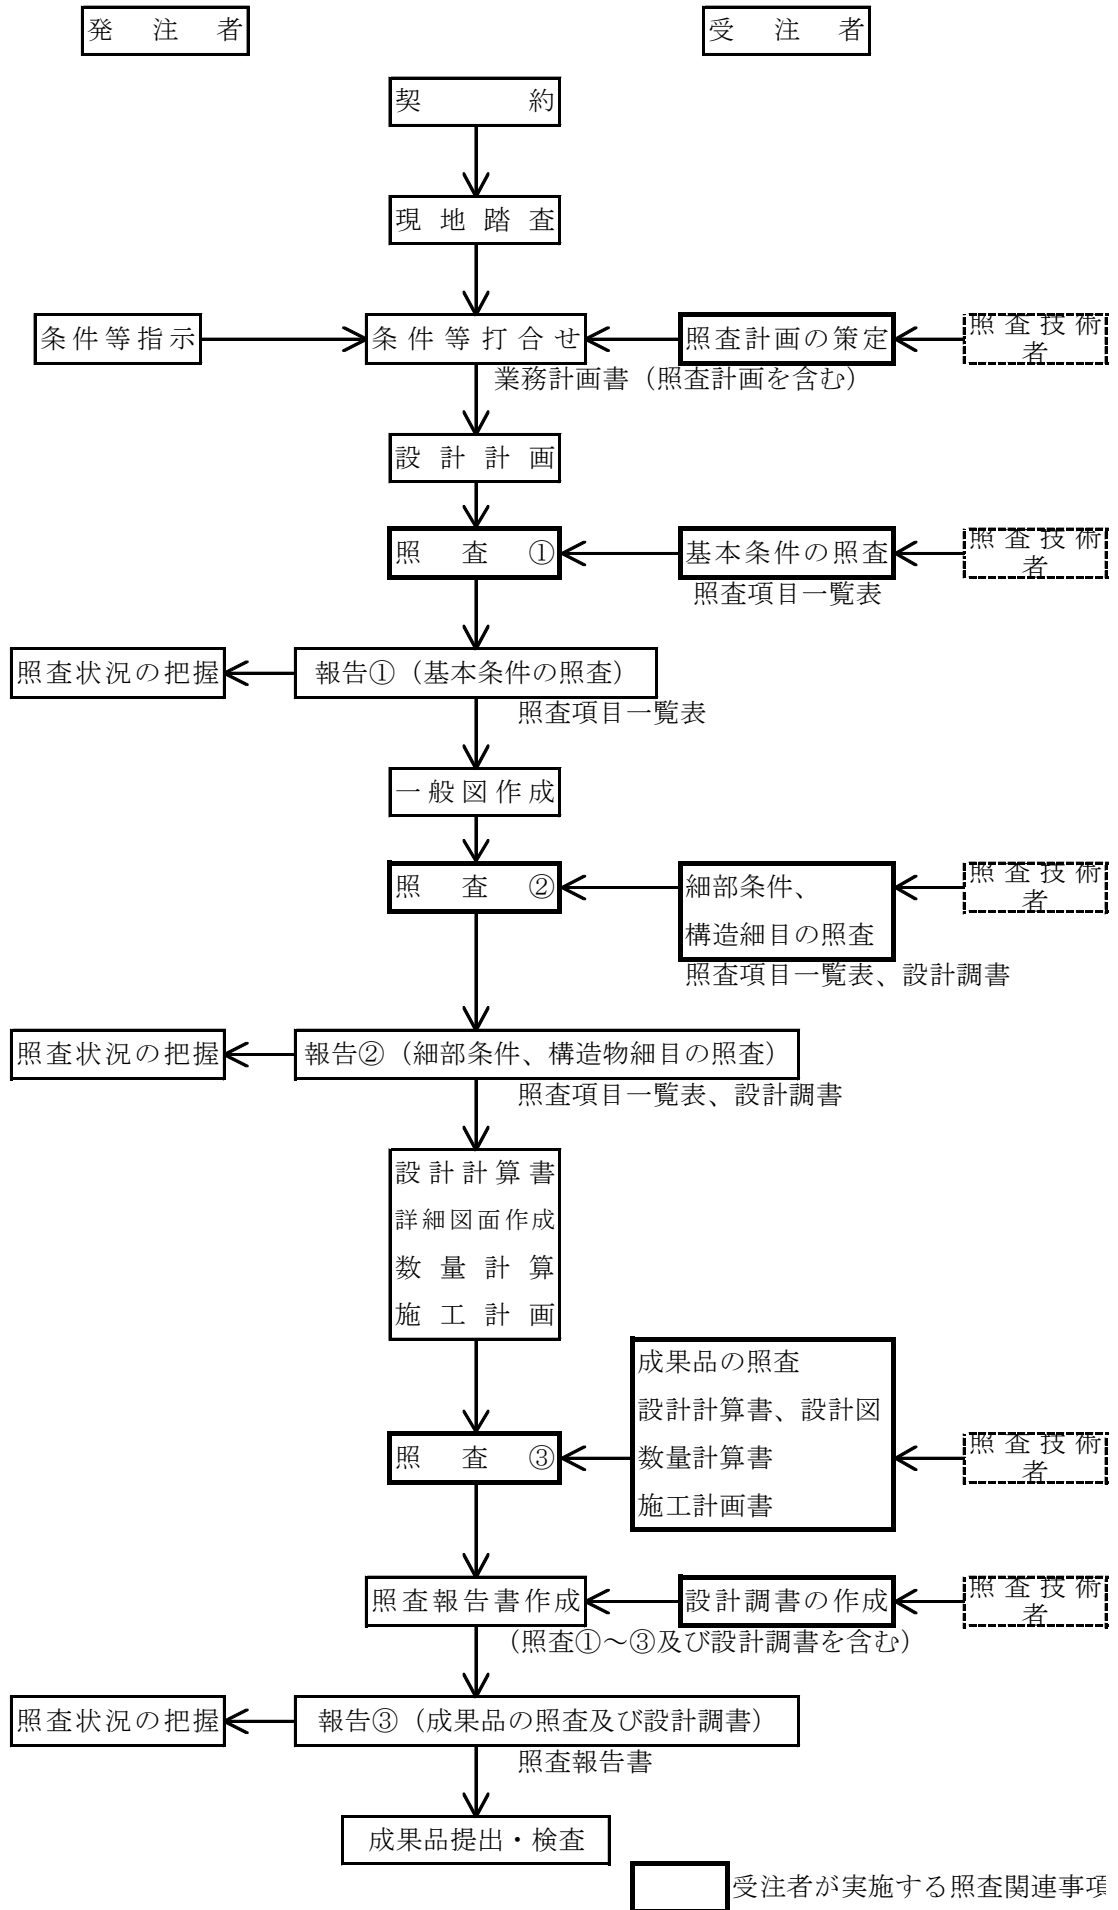 発注者
受注者
契約
現地踏査
条件等指示
条件等打合せ
照査計画の策定
照査技術
者
業務計画書（照査計画を含む）
設計計画
照査①
基本条件の照査
照査技術
者
照査項目一覧表
照査状況の把握
報告①（基本条件の照査）
照査項目一覧表
一般図作成
照査②
細部条件、
構造細目の照査
照査技術
者
照査項目一覧表、設計調書
照査状況の把握
報告②（細部条件、構造物細目の照査）
照査項目一覧表、設計調書
設計計算書
詳細図面作成
数量計算
施工計画
照査③
成果品の照査
設計計算書、設計図
数量計算書
施工計画書
照査技術
者
照査報告書作成
設計調書の作成
照査技術
者
（照査①～③及び設計調書を含む）
照査状況の把握
報告③（成果品の照査及び設計調書）
照査報告書
成果品提出・検査
受注者が実施する照査関連事項